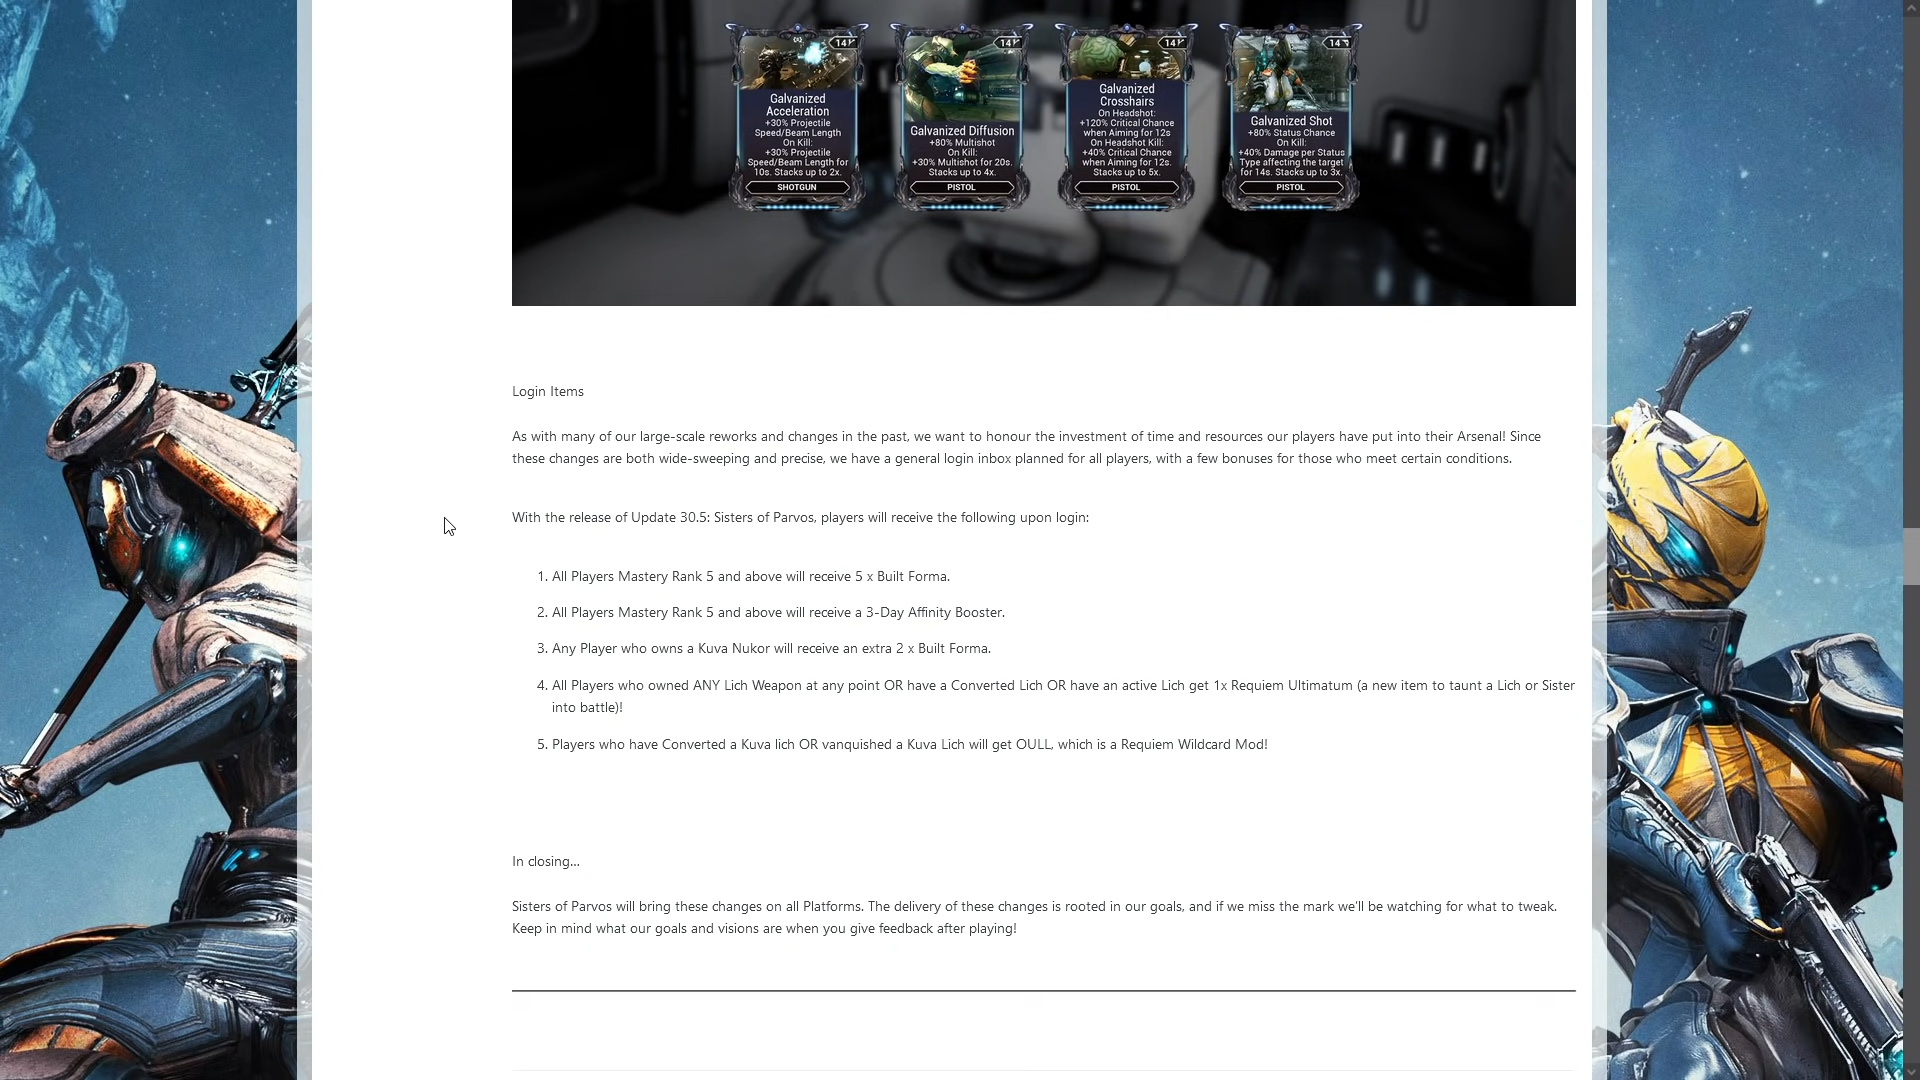 14
Galvanized
Acceleration
+30% Projectile
Speed/Beam Length
On Kill:
+30% Projectile
Speed/Beam Length for
10s. Stacks up to 2x.
SHOTGUN
14
Galvanized Diffusion
+80% Multishot
On Kill:
+30% Multishot for 20s.
Stacks up to 4x.
PISTOL
14
Galvanized
Crosshairs
On Headshot:
+120% Critical Chance
when Aiming for 12s
On Headshot Kill:
+40% Critical Chance
when Aiming for 12s.
Stacks up to 5x.
PISTOL
14
Galvanized Shot
+80% Status Chance
On Kill:
+40% Damage per Status
Type affecting the target
for 14s. Stacks up to 3x.
PISTOL
Login Items
As with many of our large-scale reworks and changes in the past, we want to honour the investment of time and resources our players have put into their Arsenal! Since
these changes are both wide-sweeping and precise, we have a general login inbox planned for all players, with a few bonuses for those who meet certain conditions.
With the release of Update 30.5: Sisters of Parvos, players will receive the following upon login:
1. All Players Mastery Rank 5 and above will receive 5 x Built Forma.
2. All Players Mastery Rank 5 and above will receive a 3-Day Affinity Booster.
3. Any Player who owns a Kuva Nukor will receive an extra 2 x Built Forma.
4. All Players who owned ANY Lich Weapon at any point OR have a Converted Lich OR have an active Lich get 1x Requiem Ultimatum (a new item to taunt a Lich or Sister
into battle)!
5. Players who have Converted a Kuva lich OR vanquished a Kuva Lich will get OULL, which is a Requiem Wildcard Mod!
In closing...
Sisters of Parvos will bring these changes on all Platforms. The delivery of these changes is rooted in our goals, and if we miss the mark we'll be watching for what to tweak.
Keep in mind what our goals and visions are when you give feedback after playing!